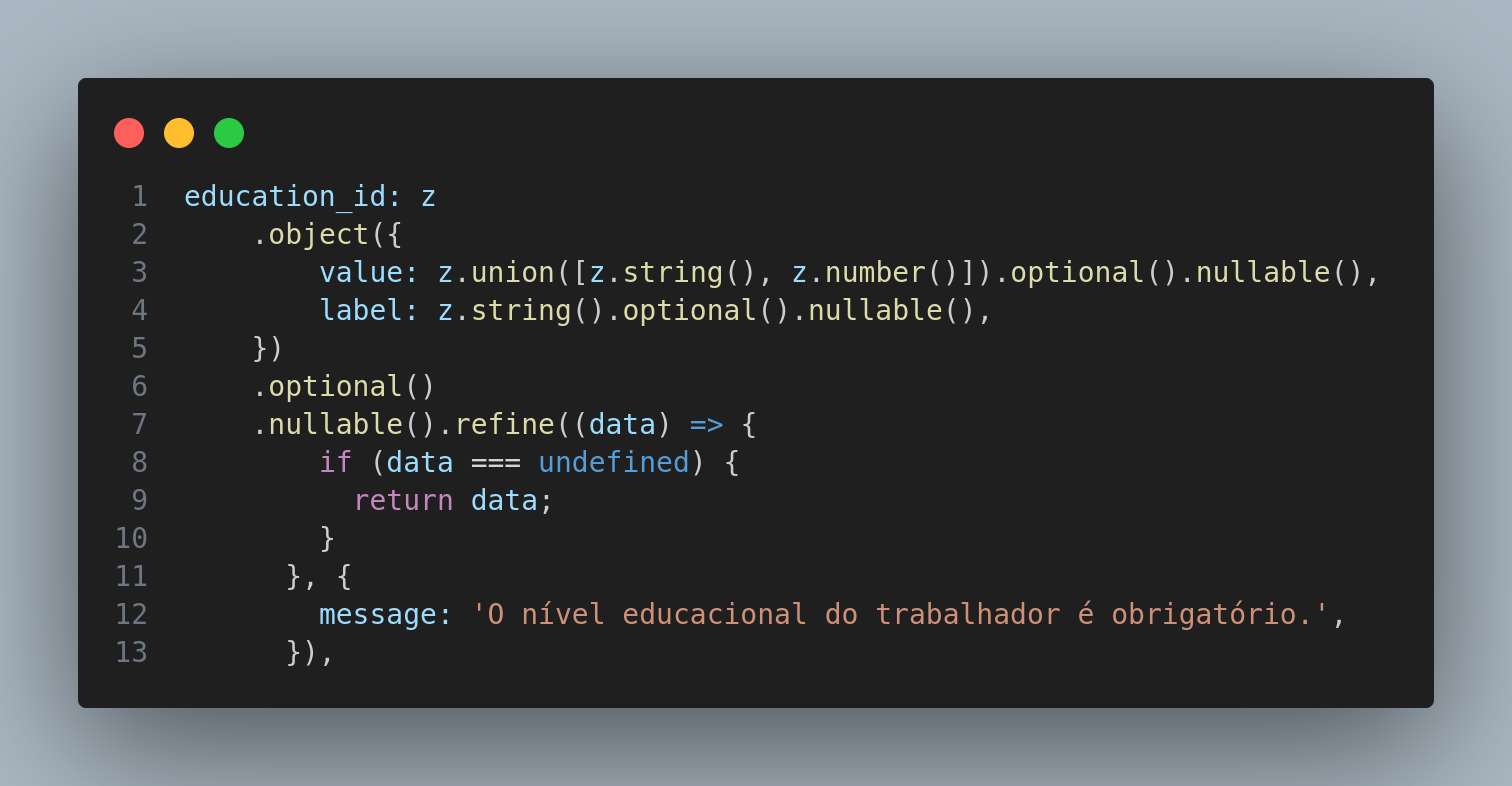 1 education_id: z
2 .object({
3 value: z.union([z.string(), z.number()]).optional().nullable(),
4 label: z.string().optional().nullable(),
5 })
6 .optional()
7 .nullable().refine((data) => {
8 if (data === undefined) {
9 return data;
10 }
11 }, {
12 message: 'O nível educacional do trabalhador é obrigatório.',
13 }),